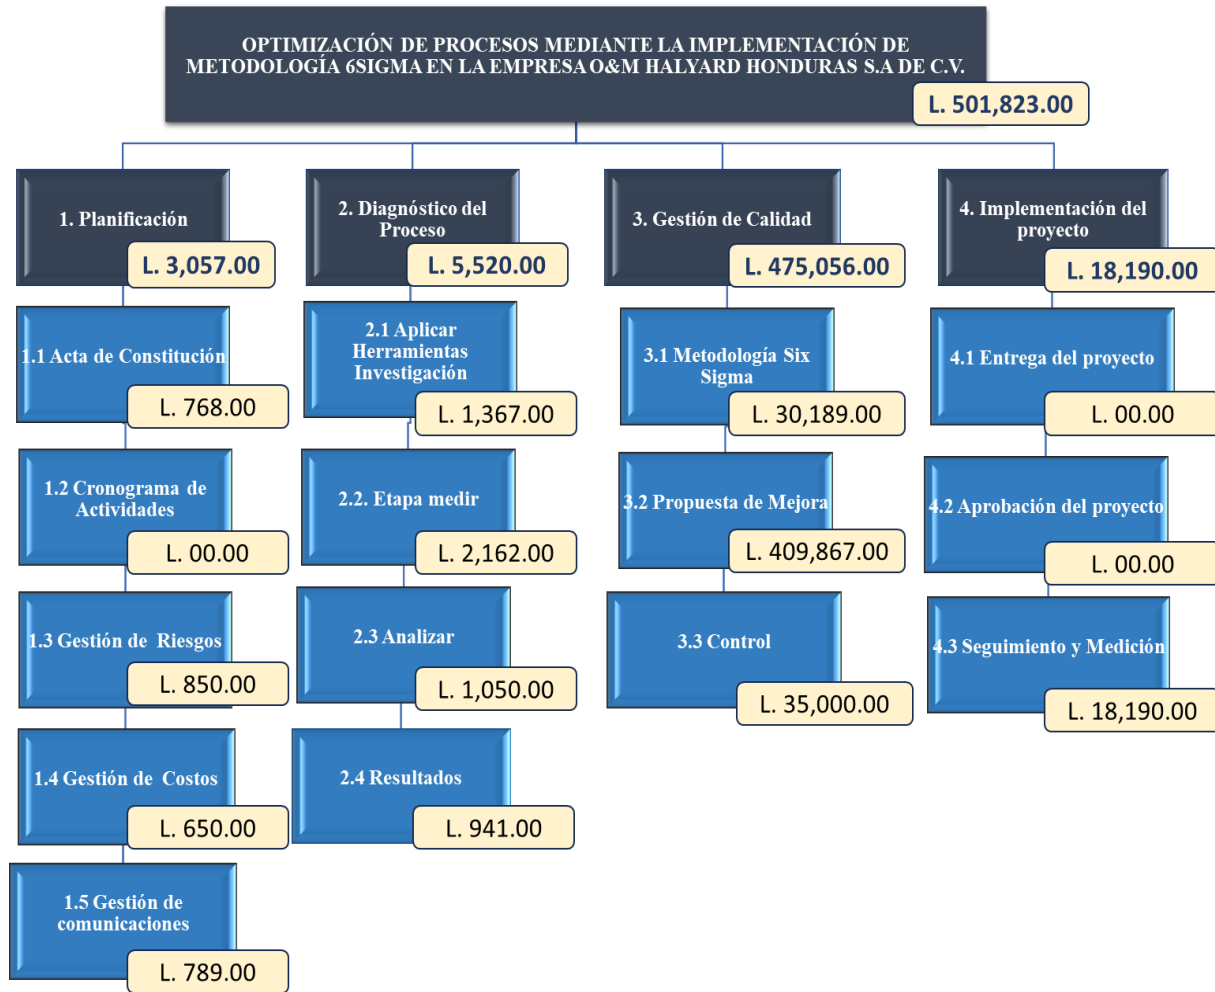 OPTIMIZACIÓN DE PROCESOS MEDIANTE LA IMPLEMENTACIÓN DE
METODOLOGÍA 6SIGMA EN LA EMPRESA O&M HALYARD HONDURAS S.A DE C.V.
L. 501,823.00
1. Planificación
L. 3,057.00
1.1 Acta de Constitución
L. 768.00
1.2 Cronograma de
Actividades
L. 00.00
1.3 Gestión de Riesgos
L. 850.00
1.4 Gestión de Costos
L. 650.00
1.5 Gestión de
comunicaciones
L. 789.00
2. Diagnóstico del
Proceso
L. 5,520.00
2.1 Aplicar
Herramientas
Investigación
L. 1,367.00
2.2. Etapa medir
L. 2,162.00
2.3 Analizar
L. 1,050.00
2.4 Resultados
L. 941.00
3. Gestión de Calidad
L. 475,056.00
3.1 Metodología Six
Sigma
L. 30,189.00
3.2 Propuesta de Mejora
L. 409,867.00
3.3 Control
L. 35,000.00
4. Implementación del
proyecto
L. 18,190.00
4.1 Entrega del proyecto
L. 00.00
4.2 Aprobación del proyecto
L. 00.00
4.3 Seguimiento y Medición
L. 18,190.00